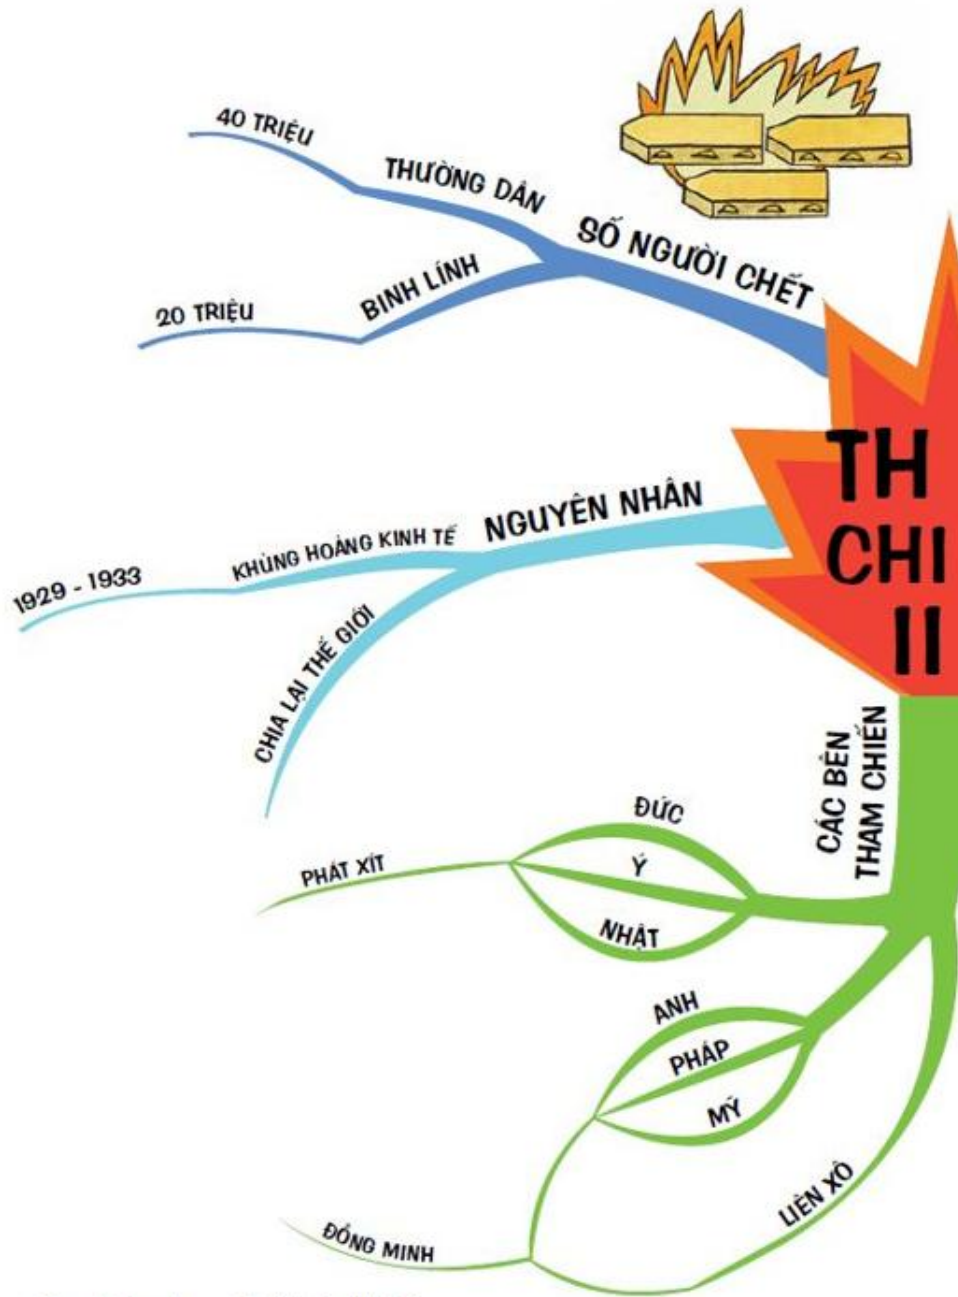 40 TRIỆU
THƯỜNG DÂN
SỐ NGƯỜI CHẾT
BINH LÍNH
20 TRIỆU
TH
CHI
II
NGUYÊN NHÂN
KHỦNG HOẢNG KINH TẾ
1929 - 1933
CHIA LẠI THẾ GIỚI
CÁC BÊN
THAM CHIẾN
ĐỨC
Ý
NHẬT
PHÁT XÍT
ANH
PHÁP
MỸ
LIÊN XÔ
ĐỒNG MINH